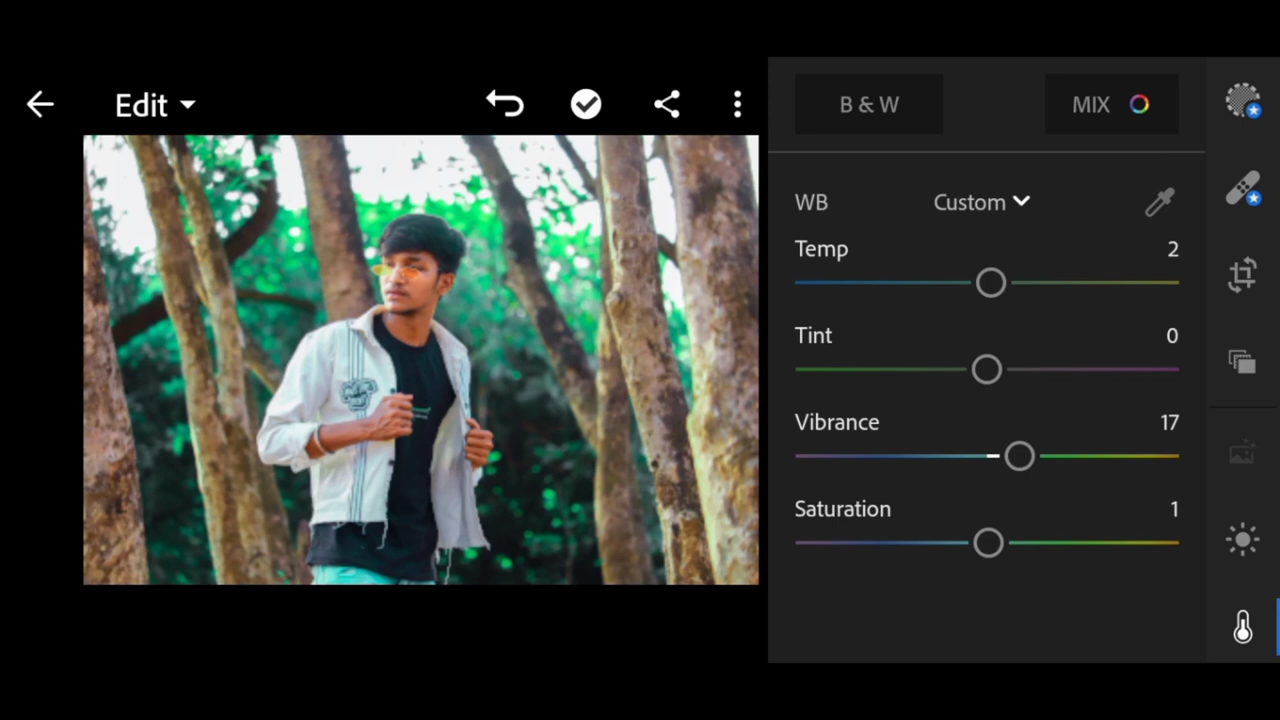 Edit
B & W
MIX
WB
Custom
Temp
2
Tint
0
Vibrance
17
Saturation
1